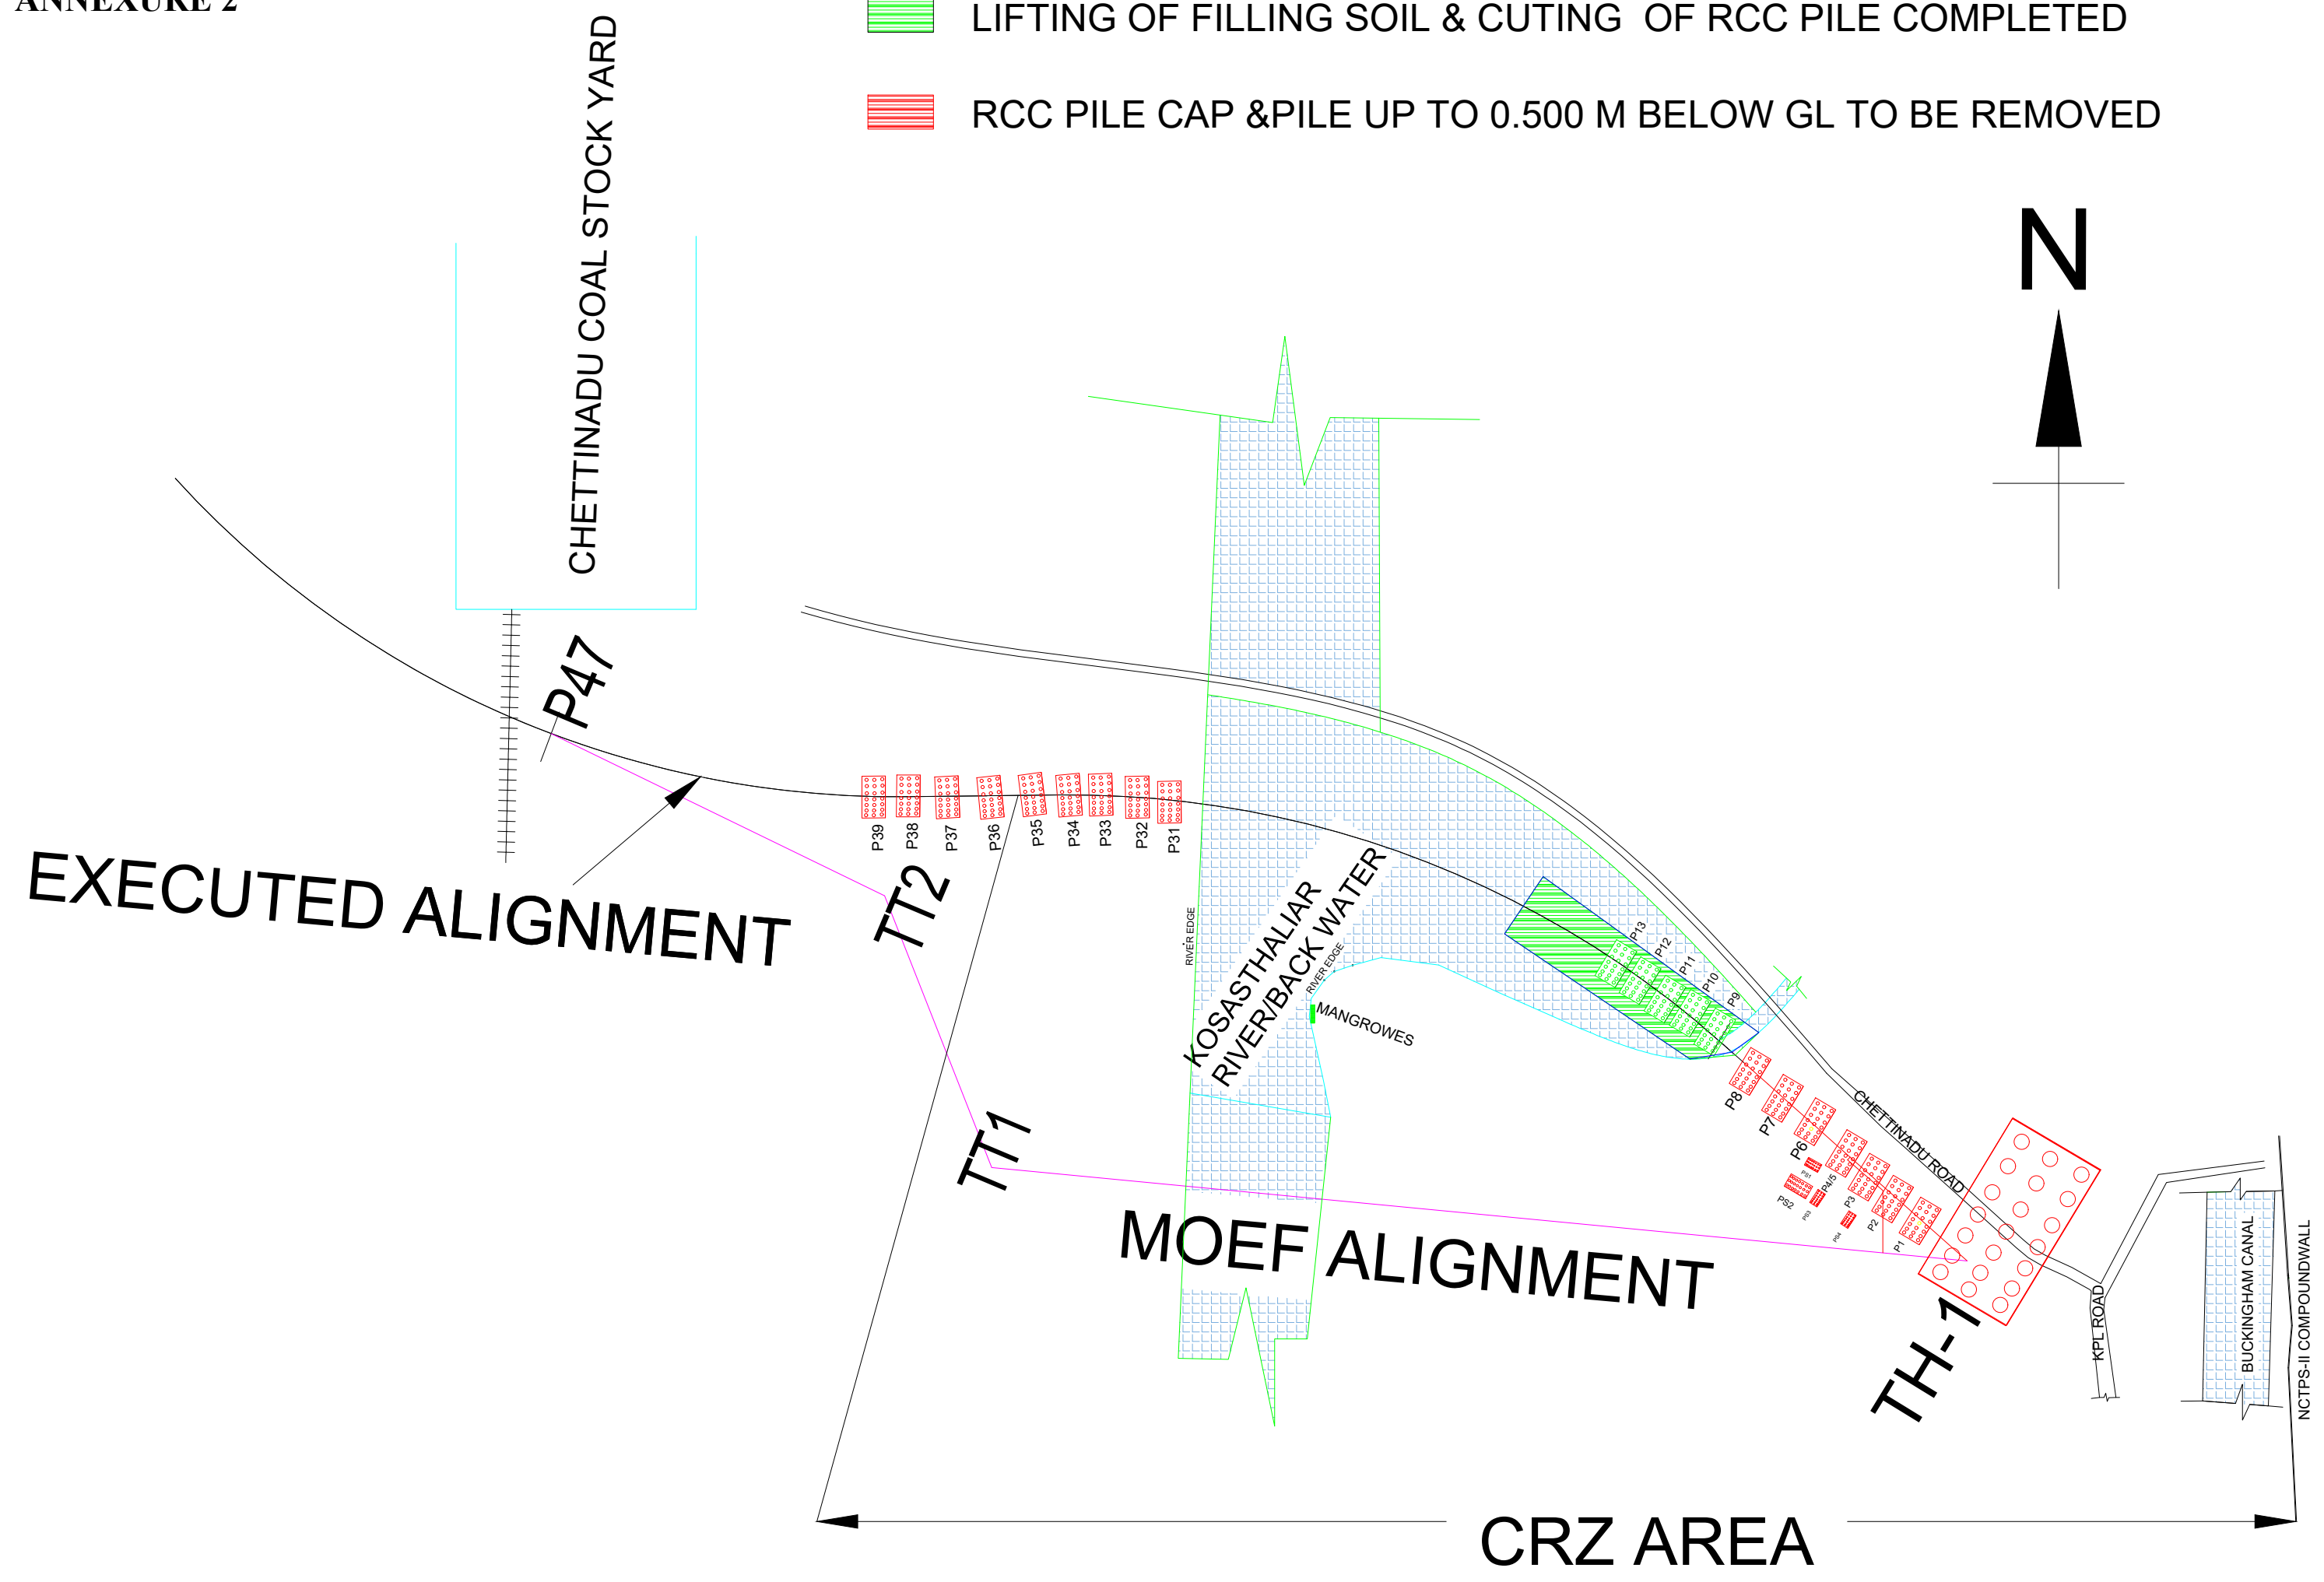 ANNEXURE 2
LIFTING OF FILLING SOIL & CUTING OF RCC PILE COMPLETED
RCC PILE CAP &PILE UP TO 0.500 M BELOW GL TO BE REMOVED
CHETTINADU COAL STOCK YARD
N
P47
EXECUTED ALIGNMENT
P39
P38
P37
P36
P35
P34
P33
P32
P31
TT2
TT1
RIVER EDGE
KOSASTHALIAR
RIVER/BACK WATER
RIVER EDGE
MANGROWES
P13
P12
P11
P10
P9
P8
P7
P6
PS1
PS2
PS3
PS4
P4/5
P3
P2
P1
CHETTINADU ROAD
MOEF ALIGNMENT
TH-1
KPL ROAD
BUCKINGHAM CANAL
NCTPS-II COMPOUNDWALL
CRZ AREA